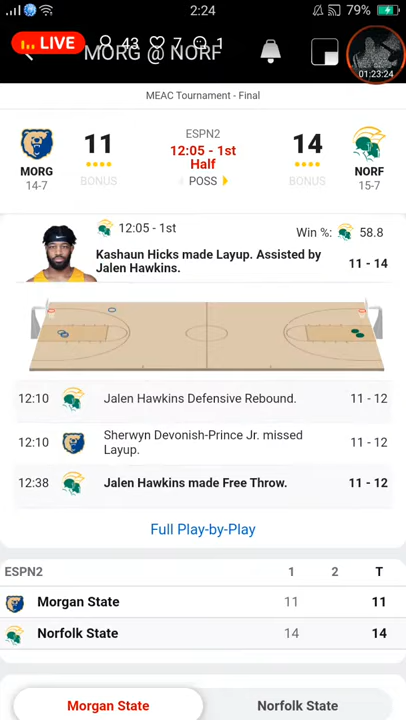 2:24 79%
LIVE 43 7 1
MORG @ NORF
01:23:24
MEAC Tournament - Final
ESPN2
11 12:05 - 1st 14
Half
MORG POSS NORF
14-7 BONUS BONUS 15-7
12:05 - 1st Win %: 58.8
Kashaun Hicks made Layup. Assisted by
Jalen Hawkins. 11 - 14
12:10 Jalen Hawkins Defensive Rebound. 11 - 12
12:10 Sherwyn Devonish-Prince Jr. missed
Layup. 11 - 12
12:38 Jalen Hawkins made Free Throw. 11 - 12
Full Play-by-Play
ESPN2 1 2 T
Morgan State 11 11
Norfolk State 14 14
Morgan State Norfolk State